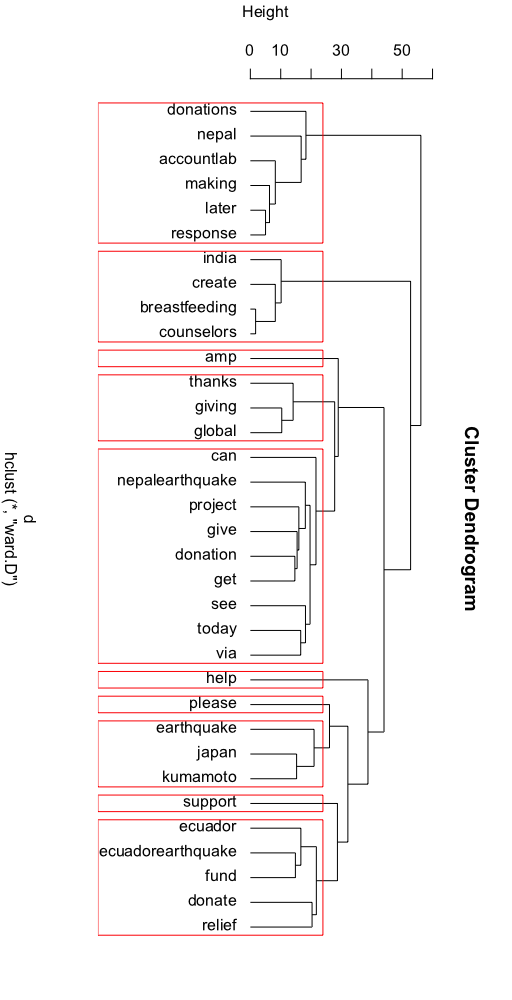 Height
0 10 30 50
donations
nepal
accountlab
making
later
response
india
create
breastfeeding
counselors
amp
thanks
giving
global
can
nepalearthquake
project
give
donation
get
see
today
via
help
please
earthquake
japan
kumamoto
support
ecuador
ecuadorearthquake
fund
donate
relief
Cluster Dendrogram
d
hclust (*, "ward.D")